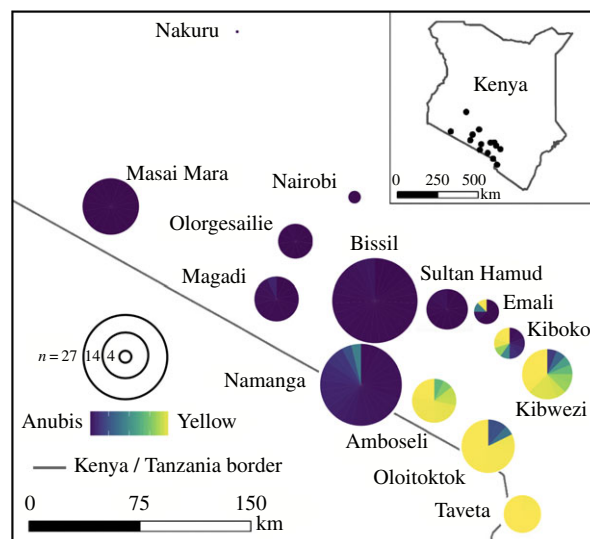 Nakuru
Kenya
0 250 500
km
Masai Mara
Nairobi
Olorgesailie
Bissil
Magadi
Sultan Hamud
Emali
Kiboko
n = 27 14 4
Namanga
Kibwezi
Anubis Yellow
Amboseli
Kenya / Tanzania border
Oloitoktok
0 75 150
km
Taveta